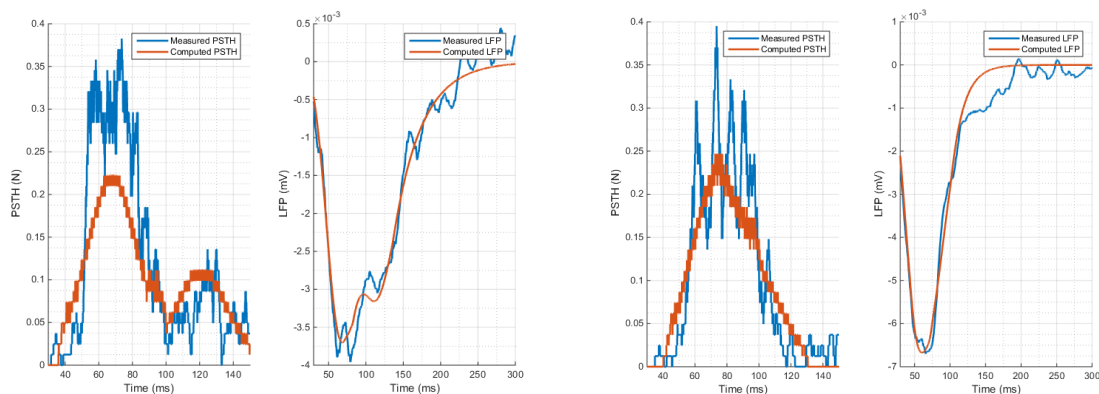 0.4
0.35
0.3
0.25
0.2
0.15
0.1
0.05
0
PSTH (N)
40 60 80 100 120 140
Time (ms)
Measured PSTH
Computed PSTH
×10⁻³
0.5
0
-0.5
-1
-1.5
-2
-2.5
-3
-3.5
-4
LFP (mV)
50 100 150 200 250 300
Time (ms)
Measured LFP
Computed LFP
0.4
0.35
0.3
0.25
0.2
0.15
0.1
0.05
0
PSTH (N)
40 60 80 100 120 140
Time (ms)
Measured PSTH
Computed PSTH
×10⁻³
1
0
-1
-2
-3
-4
-5
-6
-7
LFP (mV)
50 100 150 200 250 300
Time (ms)
Measured LFP
Computed LFP